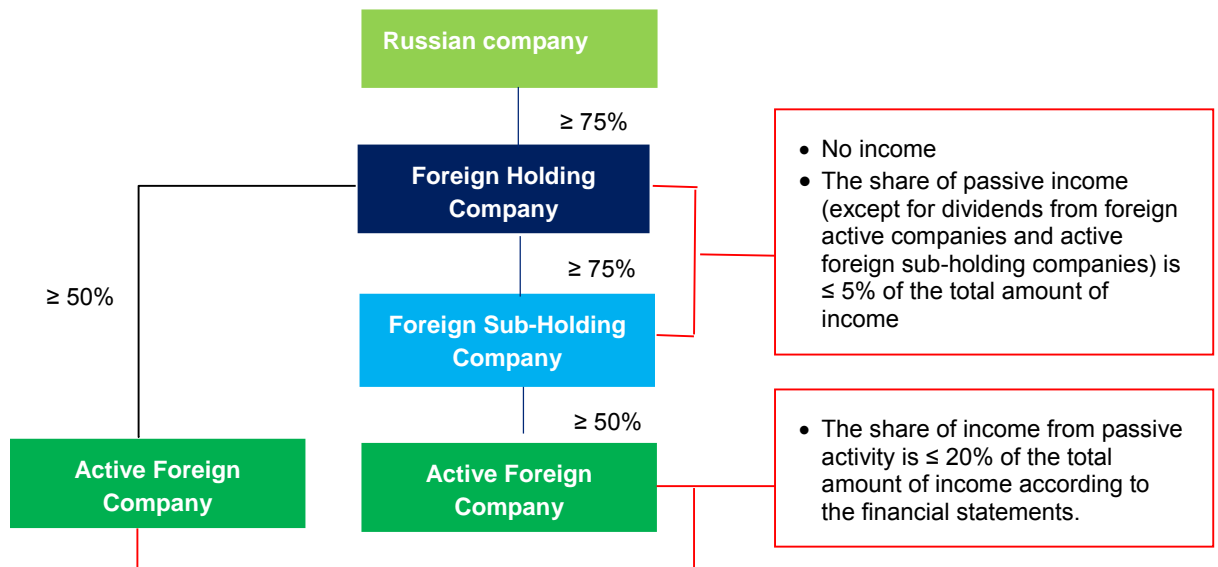 Russian company
≥ 75%
Foreign Holding
Company
≥ 75%
≥ 50%
Foreign Sub-Holding
Company
≥ 50%
Active Foreign
Company
Active Foreign
Company
• No income
• The share of passive income
(except for dividends from foreign
active companies and active
foreign sub-holding companies) is
≤ 5% of the total amount of
income
• The share of income from passive
activity is ≤ 20% of the total
amount of income according to
the financial statements.